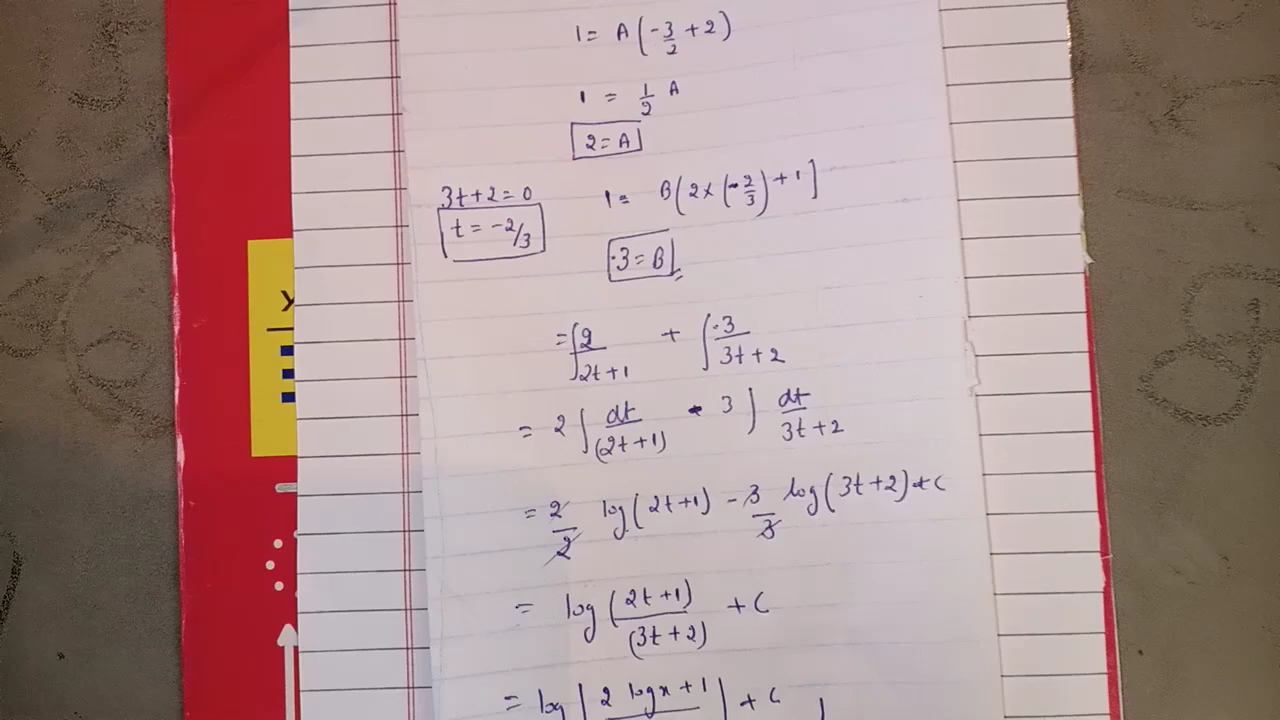 1 = A(-3/2 + 2)
1 = 1/2 A
2 = A
3t+2=0 1 = B(2×(-2/3)+1]
t = -2/3
-3 = B
= ∫2/2t+1 + ∫-3/3t+2
= 2∫dt/(2t+1) - 3∫dt/3t+2
= 2/2 log(2t+1) - 3/3 log(3t+2)+C
= log(2t+1)/(3t+2) + C
= log|2 logx+1| + C